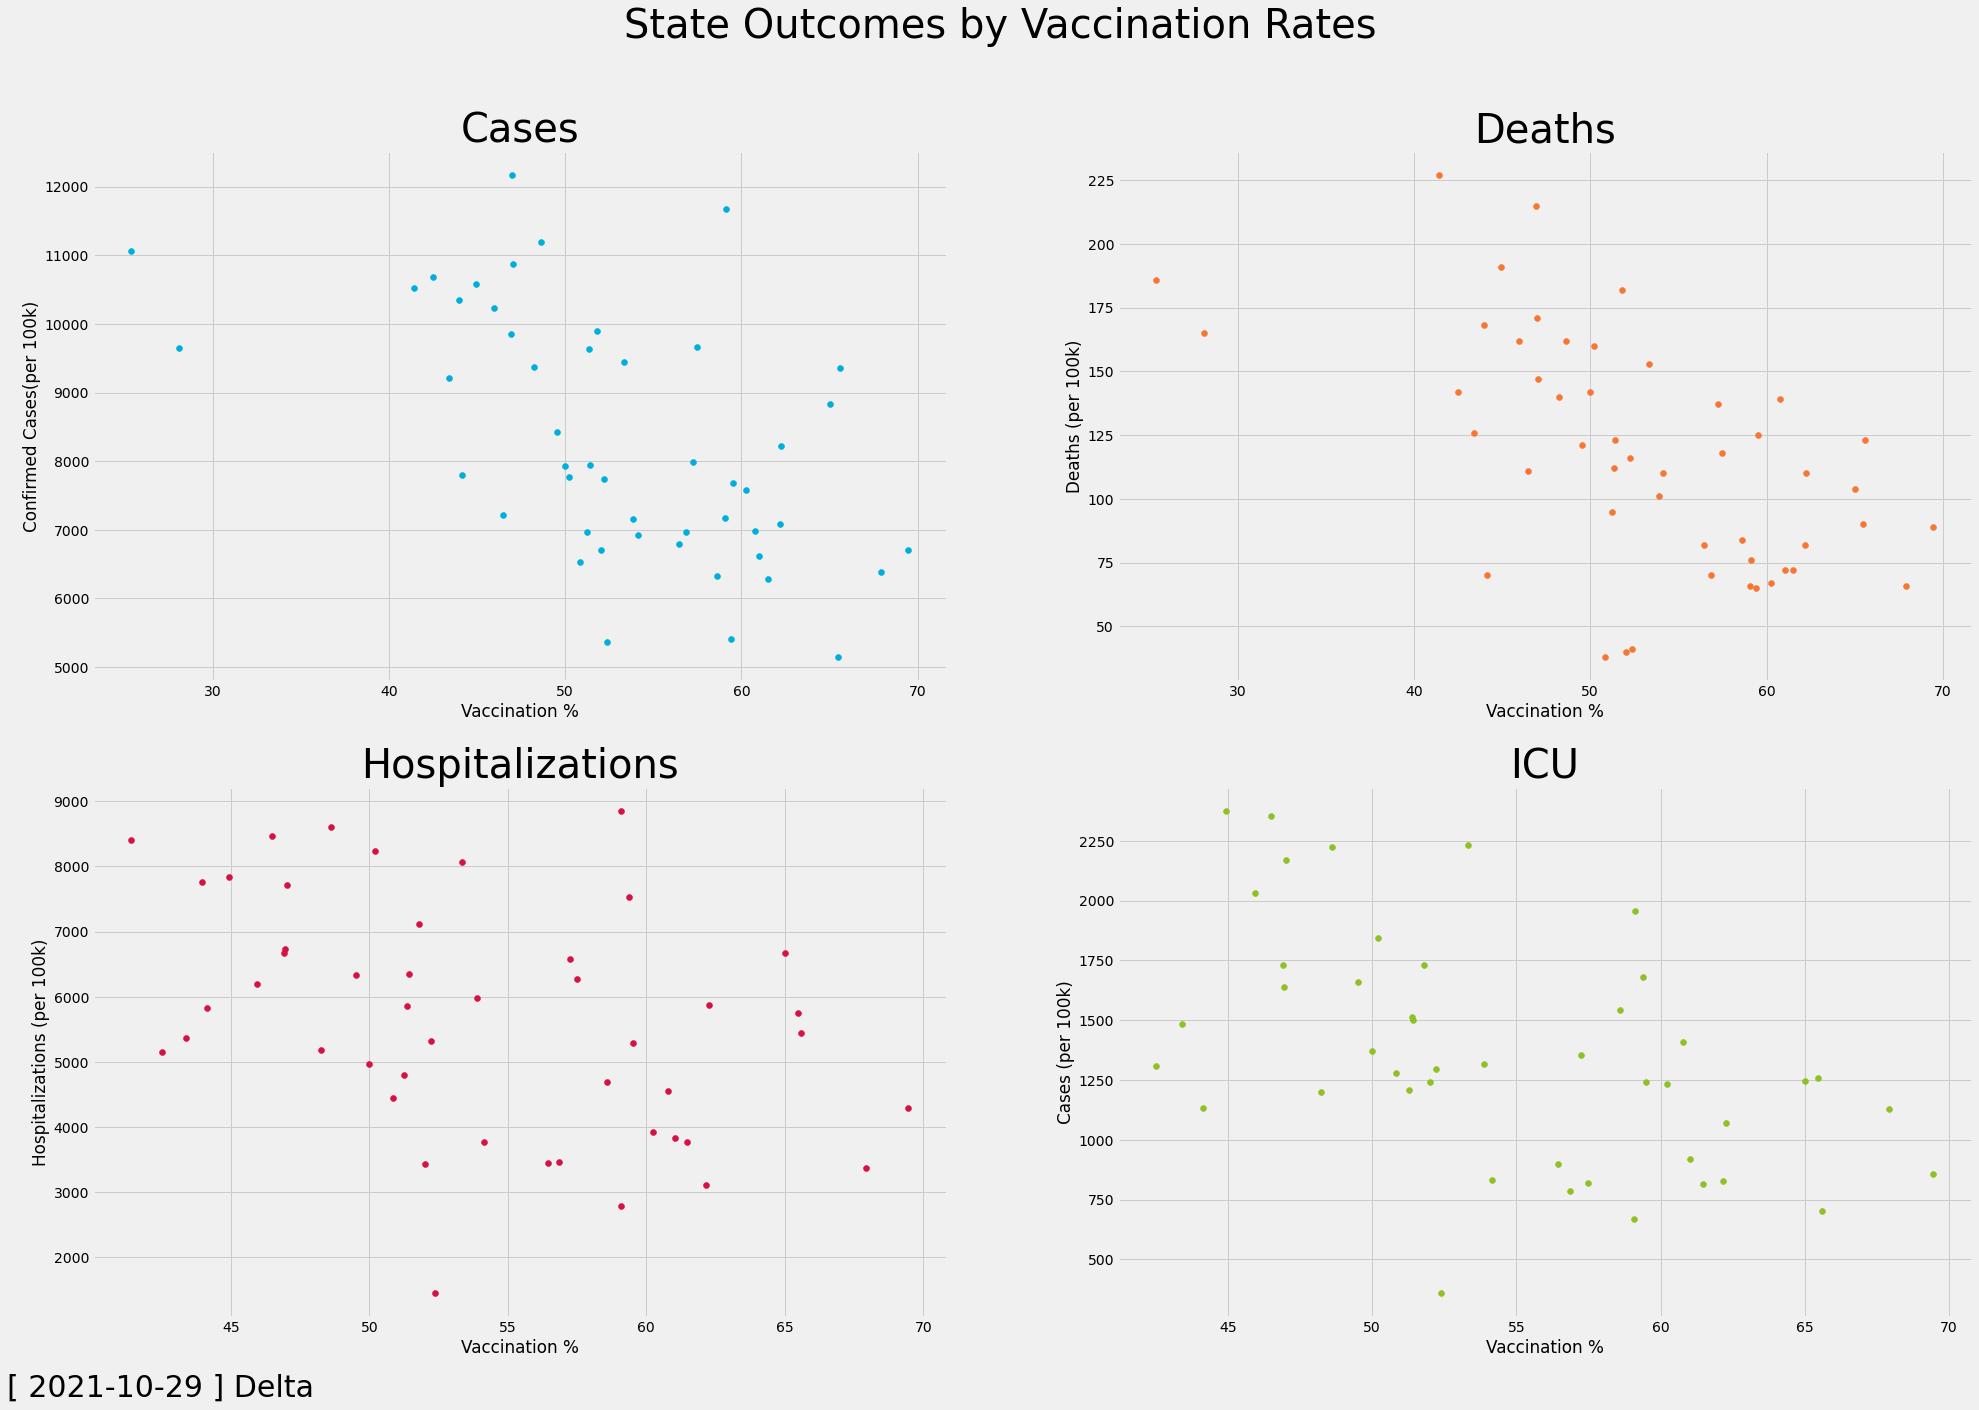 State Outcomes by Vaccination Rates
Cases
Confirmed Cases(per 100k)
12000
11000
10000
9000
8000
7000
6000
5000
30 40 50 60 70
Vaccination %
Deaths
Deaths (per 100k)
225
200
175
150
125
100
75
50
30 40 50 60 70
Vaccination %
Hospitalizations
Hospitalizations (per 100k)
9000
8000
7000
6000
5000
4000
3000
2000
45 50 55 60 65 70
Vaccination %
ICU
Cases (per 100k)
2250
2000
1750
1500
1250
1000
750
500
45 50 55 60 65 70
Vaccination %
[ 2021-10-29 ] Delta